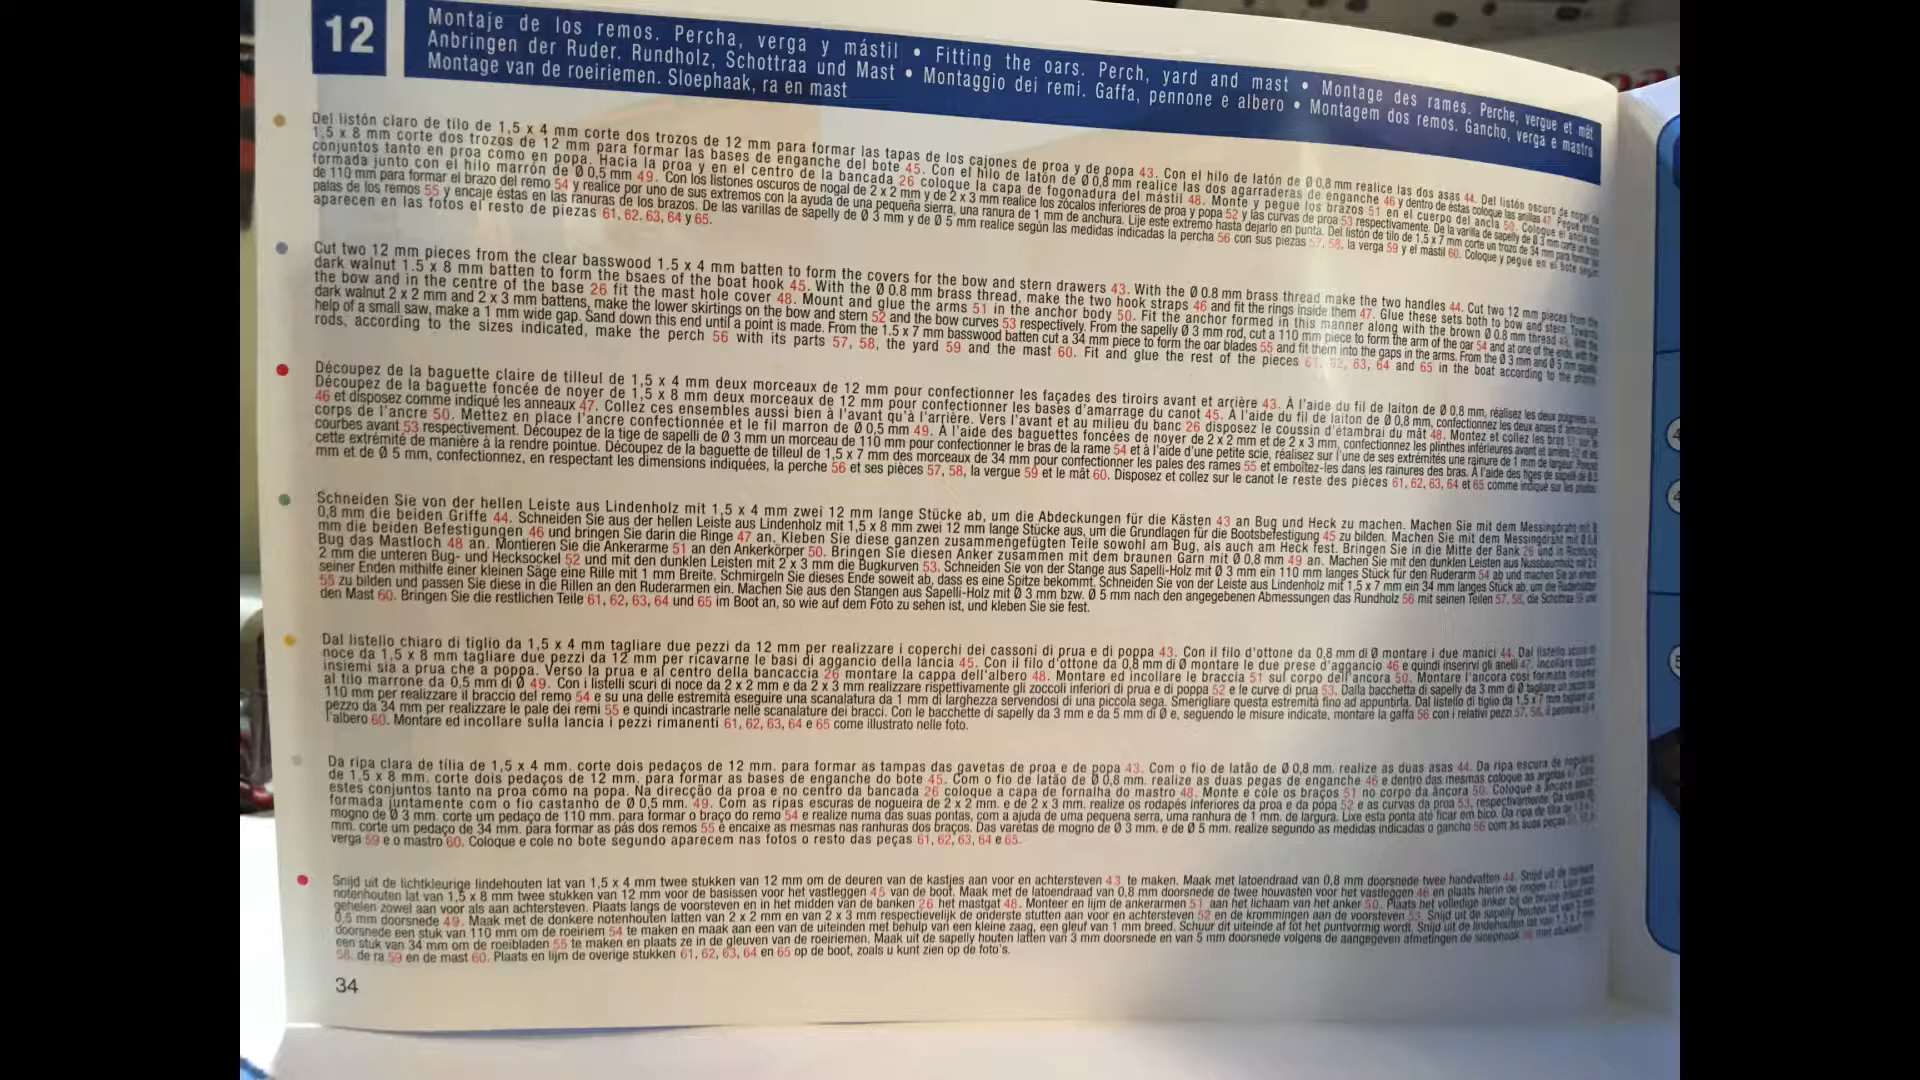 12
Montaje de los remos. Percha, verga y mástil • Fitting the oars. Perch, yard and mast • Montage des rames. Perche, vergue et mât
Anbringen der Ruder. Rundholz, Schottraa und Mast • Montaggio dei remi. Gaffa, pennone e albero • Montagem dos remos. Gancho, verga e mastro
Montage van de roeiriemen. Sloephaak, ra en mast
Del listón claro de tilo de 1,5 x 4 mm corte dos trozos de 12 mm para formar las tapas de los cajones de proa y de popa 43. Con el hilo de latón de Ø 0,8 mm realice las dos asas 44. Del listón oscuro de nogal de
1,5 x 8 mm corte dos trozos de 12 mm para formar las bases de enganche del bote 45. Con el hilo de latón de Ø 0,8 mm realice las dos agarraderas de enganche 46 y dentro de éstas coloque las anillas 47. Pegue estos
conjuntos tanto en proa como en popa. Hacia la proa y en el centro de la bancada 26 coloque la capa de fogonadura del mástil 48. Monte y pegue los brazos 51 en el cuerpo del ancla 50. Coloque el ancla así
formada junto con el hilo marrón de Ø 0,5 mm 49. Con los listones oscuros de nogal de 2 x 2 mm y de 2 x 3 mm realice los zócalos inferiores de proa y popa 52 y las curvas de proa 53 respectivamente. De la varilla de sapelly de Ø 3 mm corte un trozo
de 110 mm para formar el brazo del remo 54 y realice por uno de sus extremos con la ayuda de una pequeña sierra, una ranura de 1 mm de anchura. Lije este extremo hasta dejarlo en punta. Del listón de tilo de 1,5 x 7 mm corte un trozo de 34 mm para formar las
palas de los remos 55 y encaje éstas en las ranuras de los brazos. De las varillas de sapelly de Ø 3 mm y de Ø 5 mm realice según las medidas indicadas la percha 56 con sus piezas 57, 58, la verga 59 y el mástil 60. Coloque y pegue en el bote según
aparecen en las fotos el resto de piezas 61, 62, 63, 64 y 65.
Cut two 12 mm pieces from the clear basswood 1.5 x 4 mm batten to form the covers for the bow and stern drawers 43. With the Ø 0.8 mm brass thread make the two handles 44. Cut two 12 mm pieces from the
dark walnut 1.5 x 8 mm batten to form the bsaes of the boat hook 45. With the Ø 0.8 mm brass thread, make the two hook straps 46 and fit the rings inside them 47. Glue these sets both to bow and stern. Towards
the bow and in the centre of the base 26 fit the mast hole cover 48. Mount and glue the arms 51 in the anchor body 50. Fit the anchor formed in this manner along with the brown Ø 0.8 mm thread 49. With the
dark walnut 2 x 2 mm and 2 x 3 mm battens, make the lower skirtings on the bow and stern 52 and the bow curves 53 respectively. From the sapelly Ø 3 mm rod, cut a 110 mm piece to form the arm of the oar 54 and at one of the ends, with the
help of a small saw, make a 1 mm wide gap. Sand down this end until a point is made. From the 1.5 x 7 mm basswood batten cut a 34 mm piece to form the oar blades 55 and fit them into the gaps in the arms. From the Ø 3 mm and Ø 5 mm sapelly
rods, according to the sizes indicated, make the perch 56 with its parts 57, 58, the yard 59 and the mast 60. Fit and glue the rest of the pieces 61, 62, 63, 64 and 65 in the boat according to the photos.
Découpez de la baguette claire de tilleul de 1,5 x 4 mm deux morceaux de 12 mm pour confectionner les façades des tiroirs avant et arrière 43. À l'aide du fil de laiton de Ø 0,8 mm, réalisez les deux poignées 44.
Découpez de la baguette foncée de noyer de 1,5 x 8 mm deux morceaux de 12 mm pour confectionner les bases d'amarrage du canot 45. À l'aide du fil de laiton de Ø 0,8 mm, confectionnez les deux anses d'amarrage
46 et disposez comme indiqué les anneaux 47. Collez ces ensembles aussi bien à l'avant qu'à l'arrière. Vers l'avant et au milieu du banc 26 disposez le coussin d'étambrai du mât 48. Montez et collez les bras 51 sur le
corps de l'ancre 50. Mettez en place l'ancre confectionnée et le fil marron de Ø 0,5 mm 49. À l'aide des baguettes foncées de noyer de 2 x 2 mm et de 2 x 3 mm, confectionnez les plinthes inférieures avant et arrière 52 et les
courbes avant 53 respectivement. Découpez de la tige de sapelli de Ø 3 mm un morceau de 110 mm pour confectionner le bras de la rame 54 et à l'aide d'une petite scie, réalisez sur l'une de ses extrémités une rainure de 1 mm de largeur. Poncez
cette extrémité de manière à la rendre pointue. Découpez de la baguette de tilleul de 1,5 x 7 mm des morceaux de 34 mm pour confectionner les pales des rames 55 et emboîtez-les dans les rainures des bras. À l'aide des tiges de sapelli de Ø 3
mm et de Ø 5 mm, confectionnez, en respectant les dimensions indiquées, la perche 56 et ses pièces 57, 58, la vergue 59 et le mât 60. Disposez et collez sur le canot le reste des pièces 61, 62, 63, 64 et 65 comme indiqué sur les photos.
Schneiden Sie von der hellen Leiste aus Lindenholz mit 1,5 x 4 mm zwei 12 mm lange Stücke ab, um die Abdeckungen für die Kästen 43 an Bug und Heck zu machen. Machen Sie mit dem Messingdraht mit Ø
0,8 mm die beiden Griffe 44. Schneiden Sie aus der hellen Leiste aus Lindenholz mit 1,5 x 8 mm zwei 12 mm lange Stücke aus, um die Grundlagen für die Bootsbefestigung 45 zu bilden. Machen Sie mit dem Messingdraht mit Ø 0,8
mm die beiden Befestigungen 46 und bringen Sie darin die Ringe 47 an. Kleben Sie diese ganzen zusammengefügten Teile sowohl am Bug, als auch am Heck fest. Bringen Sie in die Mitte der Bank 26 und in Richtung
Bug das Mastloch 48 an. Montieren Sie die Ankerarme 51 an den Ankerkörper 50. Bringen Sie diesen Anker zusammen mit dem braunen Garn mit Ø 0,8 mm 49 an. Machen Sie mit den dunklen Leisten aus Nussbaumholz mit 2 x
2 mm die unteren Bug- und Hecksockel 52 und mit den dunklen Leisten mit 2 x 3 mm die Bugkurven 53. Schneiden Sie von der Stange aus Sapelli-Holz mit Ø 3 mm ein 110 mm langes Stück für den Ruderarm 54 ab und machen Sie an einem
seiner Enden mithilfe einer kleinen Säge eine Rille mit 1 mm Breite. Schmirgeln Sie dieses Ende soweit ab, dass es eine Spitze bekommt. Schneiden Sie von der Leiste aus Lindenholz mit 1,5 x 7 mm ein 34 mm langes Stück ab, um die Ruderblätter
55 zu bilden und passen Sie diese in die Rillen an den Ruderarmen ein. Machen Sie aus den Stangen aus Sapelli-Holz mit Ø 3 mm bzw. Ø 5 mm nach den angegebenen Abmessungen das Rundholz 56 mit seinen Teilen 57, 58, die Schottraa 59 und
den Mast 60. Bringen Sie die restlichen Teile 61, 62, 63, 64 und 65 im Boot an, so wie auf dem Foto zu sehen ist, und kleben Sie sie fest.
Dal listello chiaro di tiglio da 1,5 x 4 mm tagliare due pezzi da 12 mm per realizzare i coperchi dei cassoni di prua e di poppa 43. Con il filo d'ottone da 0,8 mm di Ø montare i due manici 44. Dal listello scuro di
noce da 1,5 x 8 mm tagliare due pezzi da 12 mm per ricavarne le basi di aggancio della lancia 45. Con il filo d'ottone da 0,8 mm di Ø montare le due prese d'aggancio 46 e quindi inserirvi gli anelli 47. Incollare questi
insiemi sia a prua che a poppa. Verso la prua e al centro della bancaccia 26 montare la cappa dell'albero 48. Montare ed incollare le braccia 51 sul corpo dell'ancora 50. Montare l'ancora così formata insieme
al filo marrone da 0,5 mm di Ø 49. Con i listelli scuri di noce da 2 x 2 mm e da 2 x 3 mm realizzare rispettivamente gli zoccoli inferiori di prua e di poppa 52 e le curve di prua 53. Dalla bacchetta di sapelly da 3 mm di Ø tagliare un pezzo da
110 mm per realizzare il braccio del remo 54 e su una delle estremità eseguire una scanalatura da 1 mm di larghezza servendosi di una piccola sega. Smerigliare questa estremità fino ad appuntirla. Dal listello di tiglio da 1,5 x 7 mm tagliare un
pezzo da 34 mm per realizzare le pale dei remi 55 e quindi incastrarle nelle scanalature dei bracci. Con le bacchette di sapelly da 3 mm e da 5 mm di Ø e, seguendo le misure indicate, montare la gaffa 56 con i relativi pezzi 57, 58, il pennone 59 e
l'albero 60. Montare ed incollare sulla lancia i pezzi rimanenti 61, 62, 63, 64 e 65 come illustrato nelle foto.
Da ripa clara de tília de 1,5 x 4 mm. corte dois pedaços de 12 mm. para formar as tampas das gavetas de proa e de popa 43. Com o fio de latão de Ø 0,8 mm. realize as duas asas 44. Da ripa escura de nogueira
de 1,5 x 8 mm. corte dois pedaços de 12 mm. para formar as bases de enganche do bote 45. Com o fio de latão de Ø 0,8 mm. realize as duas pegas de enganche 46 e dentro das mesmas coloque as argolas 47. Cole
estes conjuntos tanto na proa como na popa. Na direcção da proa e no centro da bancada 26 coloque a capa de fornalha do mastro 48. Monte e cole os braços 51 no corpo da âncora 50. Coloque a âncora assim
formada juntamente com o fio castanho de Ø 0,5 mm. 49. Com as ripas escuras de nogueira de 2 x 2 mm. e de 2 x 3 mm. realize os rodapés inferiores da proa e da popa 52 e as curvas da proa 53, respectivamente. Da vareta de
mogno de Ø 3 mm. corte um pedaço de 110 mm. para formar o braço do remo 54 e realize numa das suas pontas, com a ajuda de uma pequena serra, uma ranhura de 1 mm. de largura. Lixe esta ponta até ficar em bico. Da ripa de tília de 1,5 x 7
mm. corte um pedaço de 34 mm. para formar as pás dos remos 55 e encaixe as mesmas nas ranhuras dos braços. Das varetas de mogno de Ø 3 mm. e de Ø 5 mm. realize segundo as medidas indicadas o gancho 56 com as suas peças 57, 58, a
verga 59 e o mastro 60. Coloque e cole no bote segundo aparecem nas fotos o resto das peças 61, 62, 63, 64 e 65.
Snijd uit de lichtkleurige lindehouten lat van 1,5 x 4 mm twee stukken van 12 mm om de deuren van de kastjes aan voor en achtersteven 43 te maken. Maak met latoendraad van 0,8 mm doorsnede twee handvatten 44. Snijd uit de donkere
notenhouten lat van 1,5 x 8 mm twee stukken van 12 mm voor de basissen voor het vastleggen 45 van de boot. Maak met de latoendraad van 0,8 mm doorsnede de twee houvasten voor het vastleggen 46 en plaats hierin de ringen 47. Lijm deze
gehelen zowel aan voor als aan achtersteven. Plaats langs de voorsteven en in het midden van de banken 26 het mastgat 48. Monteer en lijm de ankerarmen 51 aan het lichaam van het anker 50. Plaats het volledige anker bij de bruine draad van
0,5 mm doorsnede 49. Maak met de donkere notenhouten latten van 2 x 2 mm en van 2 x 3 mm respectievelijk de onderste stutten aan voor en achtersteven 52 en de krommingen aan de voorsteven 53. Snijd uit de sapelly houten lat van 3 mm
doorsnede een stuk van 110 mm om de roeiriem 54 te maken en maak aan een van de uiteinden met behulp van een kleine zaag, een gleuf van 1 mm breed. Schuur dit uiteinde af tot het puntvormig wordt. Snijd uit de lindehouten lat van 1,5 x 7 mm
een stuk van 34 mm om de roeibladen 55 te maken en plaats ze in de gleuven van de roeiriemen. Maak uit de sapelly houten latten van 3 mm doorsnede en van 5 mm doorsnede volgens de aangegeven afmetingen de sloephaak 56 met stukken
58, de ra 59 en de mast 60. Plaats en lijm de overige stukken 61, 62, 63, 64 en 65 op de boot, zoals u kunt zien op de foto's.
34